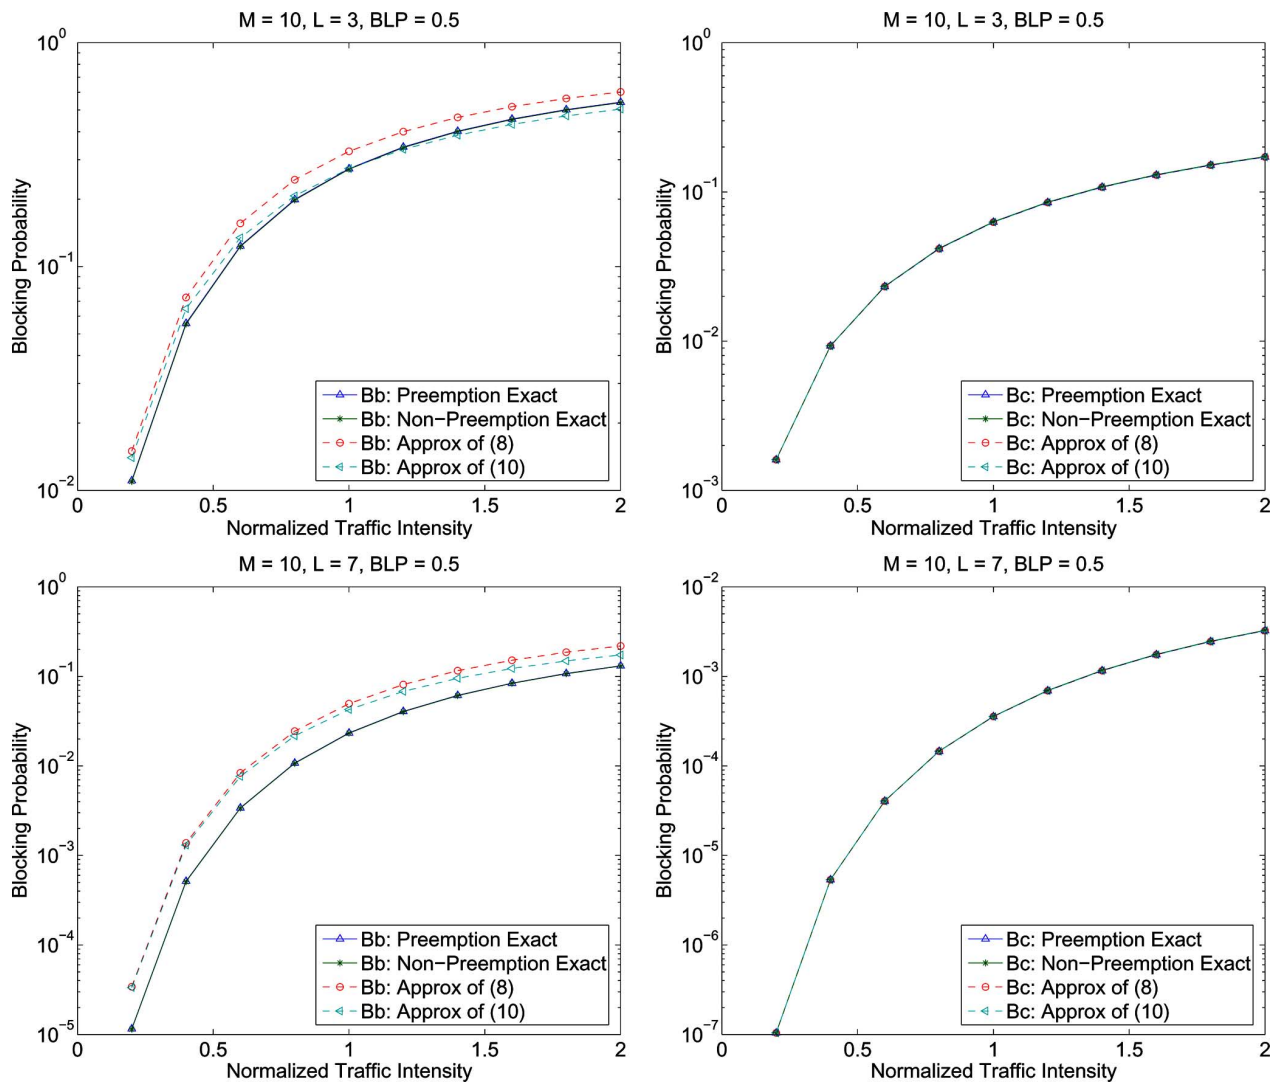 M = 10, L = 3, BLP = 0.5
10^0
10^-1
10^-2
Blocking Probability
Bb: Preemption Exact
Bb: Non-Preemption Exact
Bb: Approx of (8)
Bb: Approx of (10)
0 0.5 1 1.5 2
Normalized Traffic Intensity
M = 10, L = 3, BLP = 0.5
10^0
10^-1
10^-2
10^-3
Blocking Probability
Bc: Preemption Exact
Bc: Non-Preemption Exact
Bc: Approx of (8)
Bc: Approx of (10)
0 0.5 1 1.5 2
Normalized Traffic Intensity
M = 10, L = 7, BLP = 0.5
10^0
10^-1
10^-2
10^-3
10^-4
10^-5
Blocking Probability
Bb: Preemption Exact
Bb: Non-Preemption Exact
Bb: Approx of (8)
Bb: Approx of (10)
0 0.5 1 1.5 2
Normalized Traffic Intensity
M = 10, L = 7, BLP = 0.5
10^-2
10^-3
10^-4
10^-5
10^-6
10^-7
Blocking Probability
Bc: Preemption Exact
Bc: Non-Preemption Exact
Bc: Approx of (8)
Bc: Approx of (10)
0 0.5 1 1.5 2
Normalized Traffic Intensity